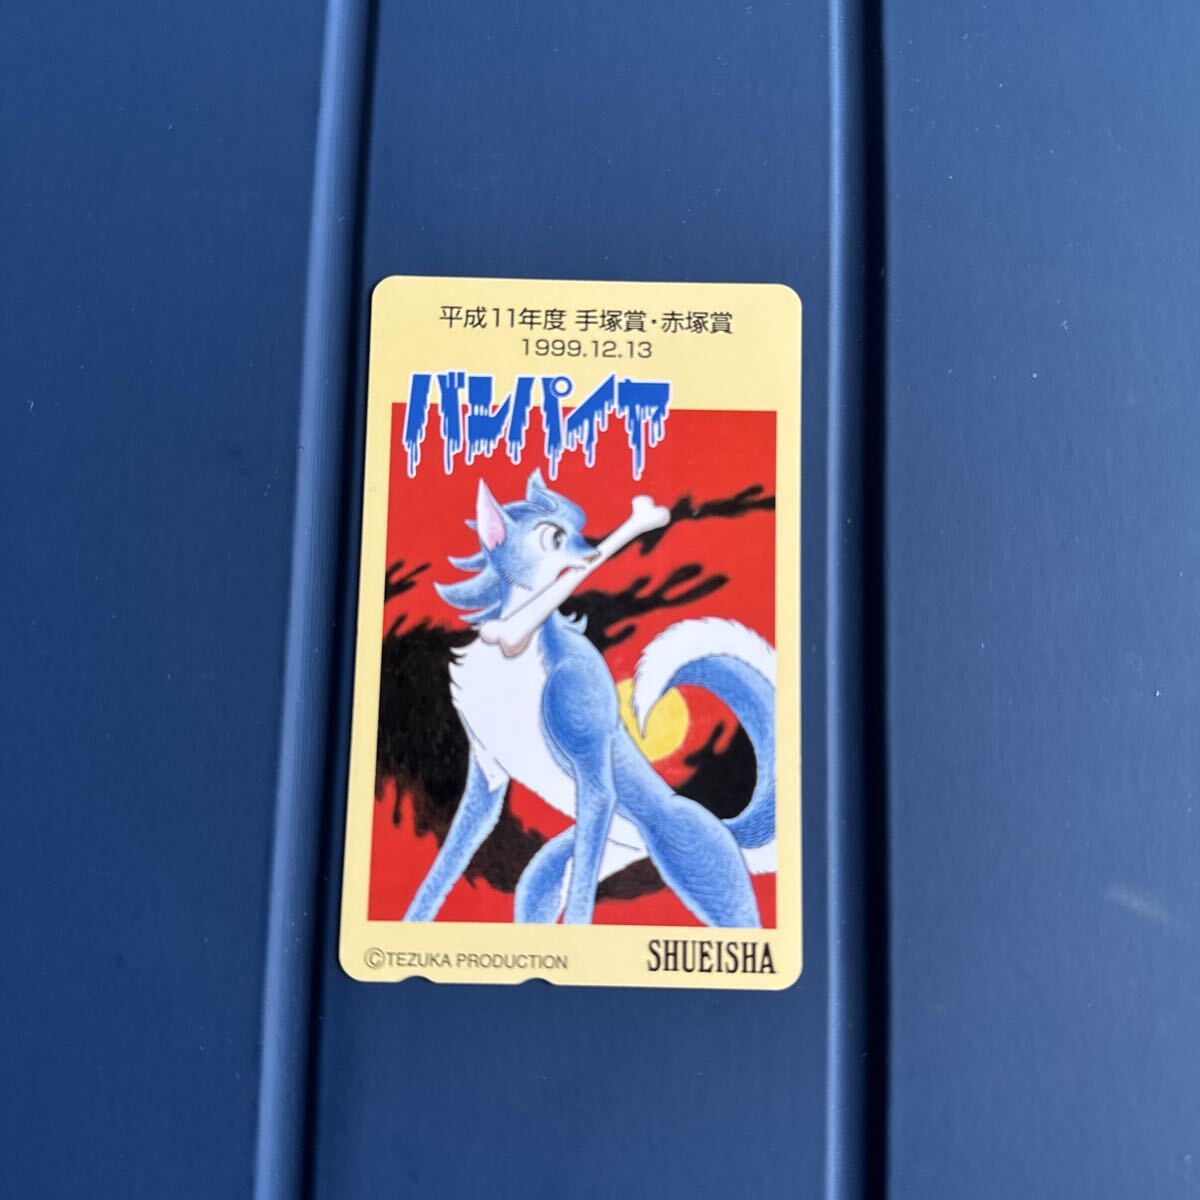 平成11年度 手塚賞・赤塚賞
1999.12.13
バンパイヤ
©TEZUKA PRODUCTION
SHUEISHA